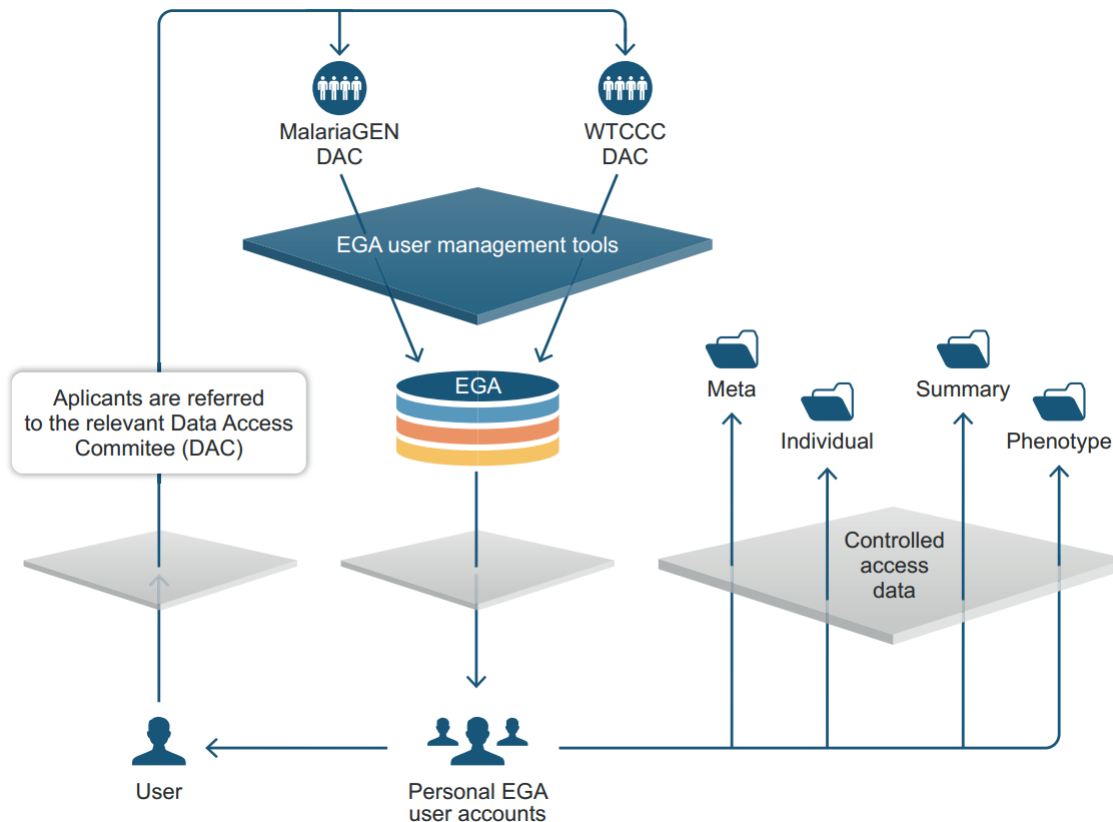 MalariaGEN
DAC
WTCCC
DAC
EGA user management tools
Aplicants are referred
to the relevant Data Access
Commitee (DAC)
EGA
Meta
Individual
Summary
Phenotype
Controlled
access
data
User
Personal EGA
user accounts